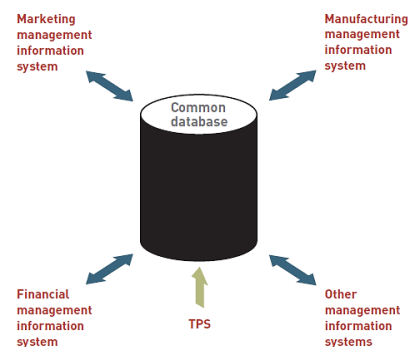 Marketing
management
information
system
Manufacturing
management
information
system
Common
database
Financial
management
information
system
TPS
Other
management
information
systems